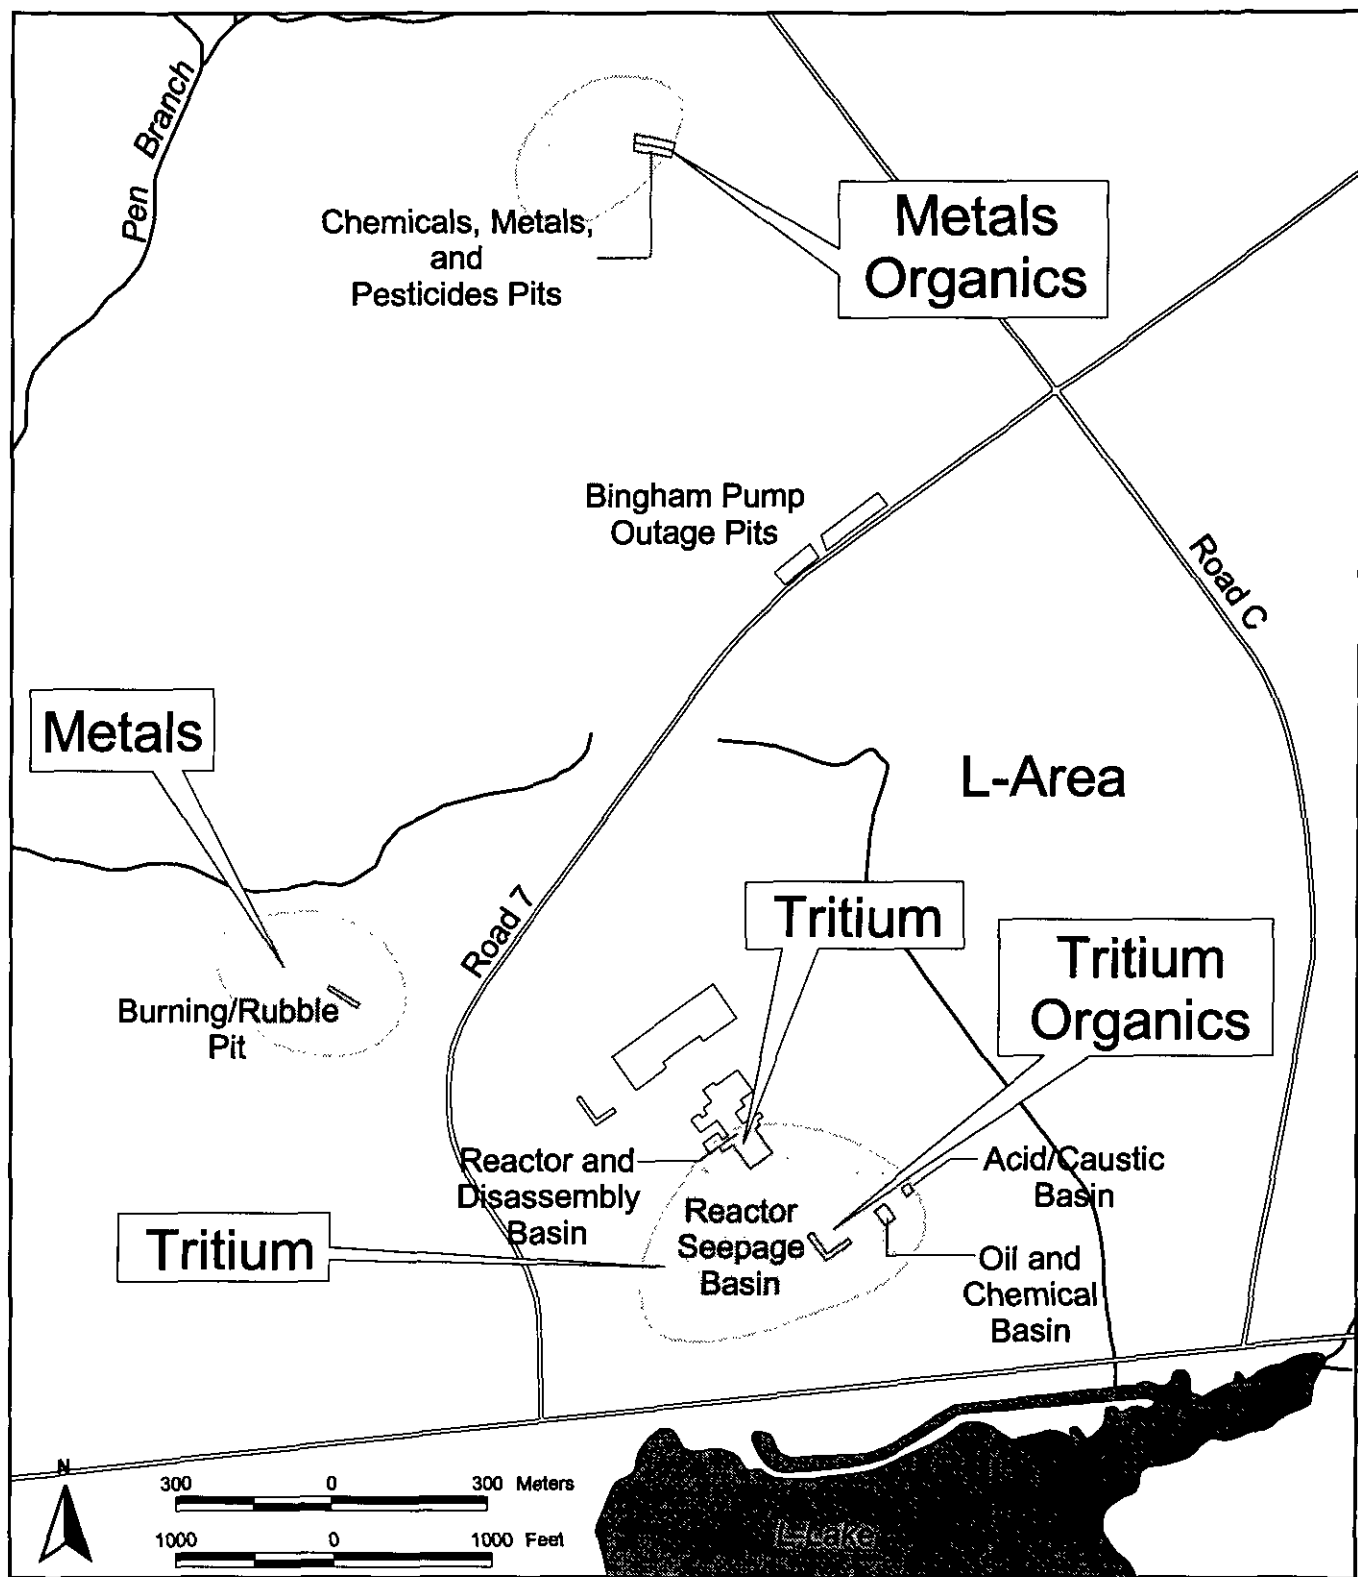 Pen Branch
Chemicals, Metals,
and
Pesticides Pits
Metals
Organics
Bingham Pump
Outage Pits
Road C
Metals
L-Area
Road 7
Tritium
Tritium
Organics
Burning/Rubble
Pit
Reactor and
Disassembly
Basin
Acid/Caustic
Basin
Reactor
Seepage
Basin
Tritium
Oil and
Chemical
Basin
N
300 0 300 Meters
1000 0 1000 Feet
L-Lake